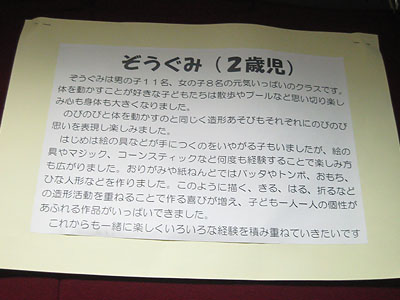 ぞうぐみ（２歳児）
ぞうぐみは男の子１１名、女の子８名の元気いっぱいのクラスです。
体を動かすことが好きな子どもたちは散歩やプールなど思い切り楽し
み心も身体も大きくなりました。
のびのびと体を動かすのと同じく造形あそびもそれぞれにのびのび
思いを表現し楽しみました。
はじめは絵の具などが手につくのをいやがる子もいましたが、絵の
具やマジック、コーンスティックなど何度も経験することで楽しみ方
も広がりました。おりがみや紙ねんどではバッタやトンボ、おもち、
ひな人形などを作りました。このように描く、きる、はる、折るなど
の造形活動を重ねることで作る喜びが増え、子ども一人一人の個性が
あふれる作品がいっぱいできました。
これからも一緒に楽しくいろいろな経験を積み重ねていきたいです